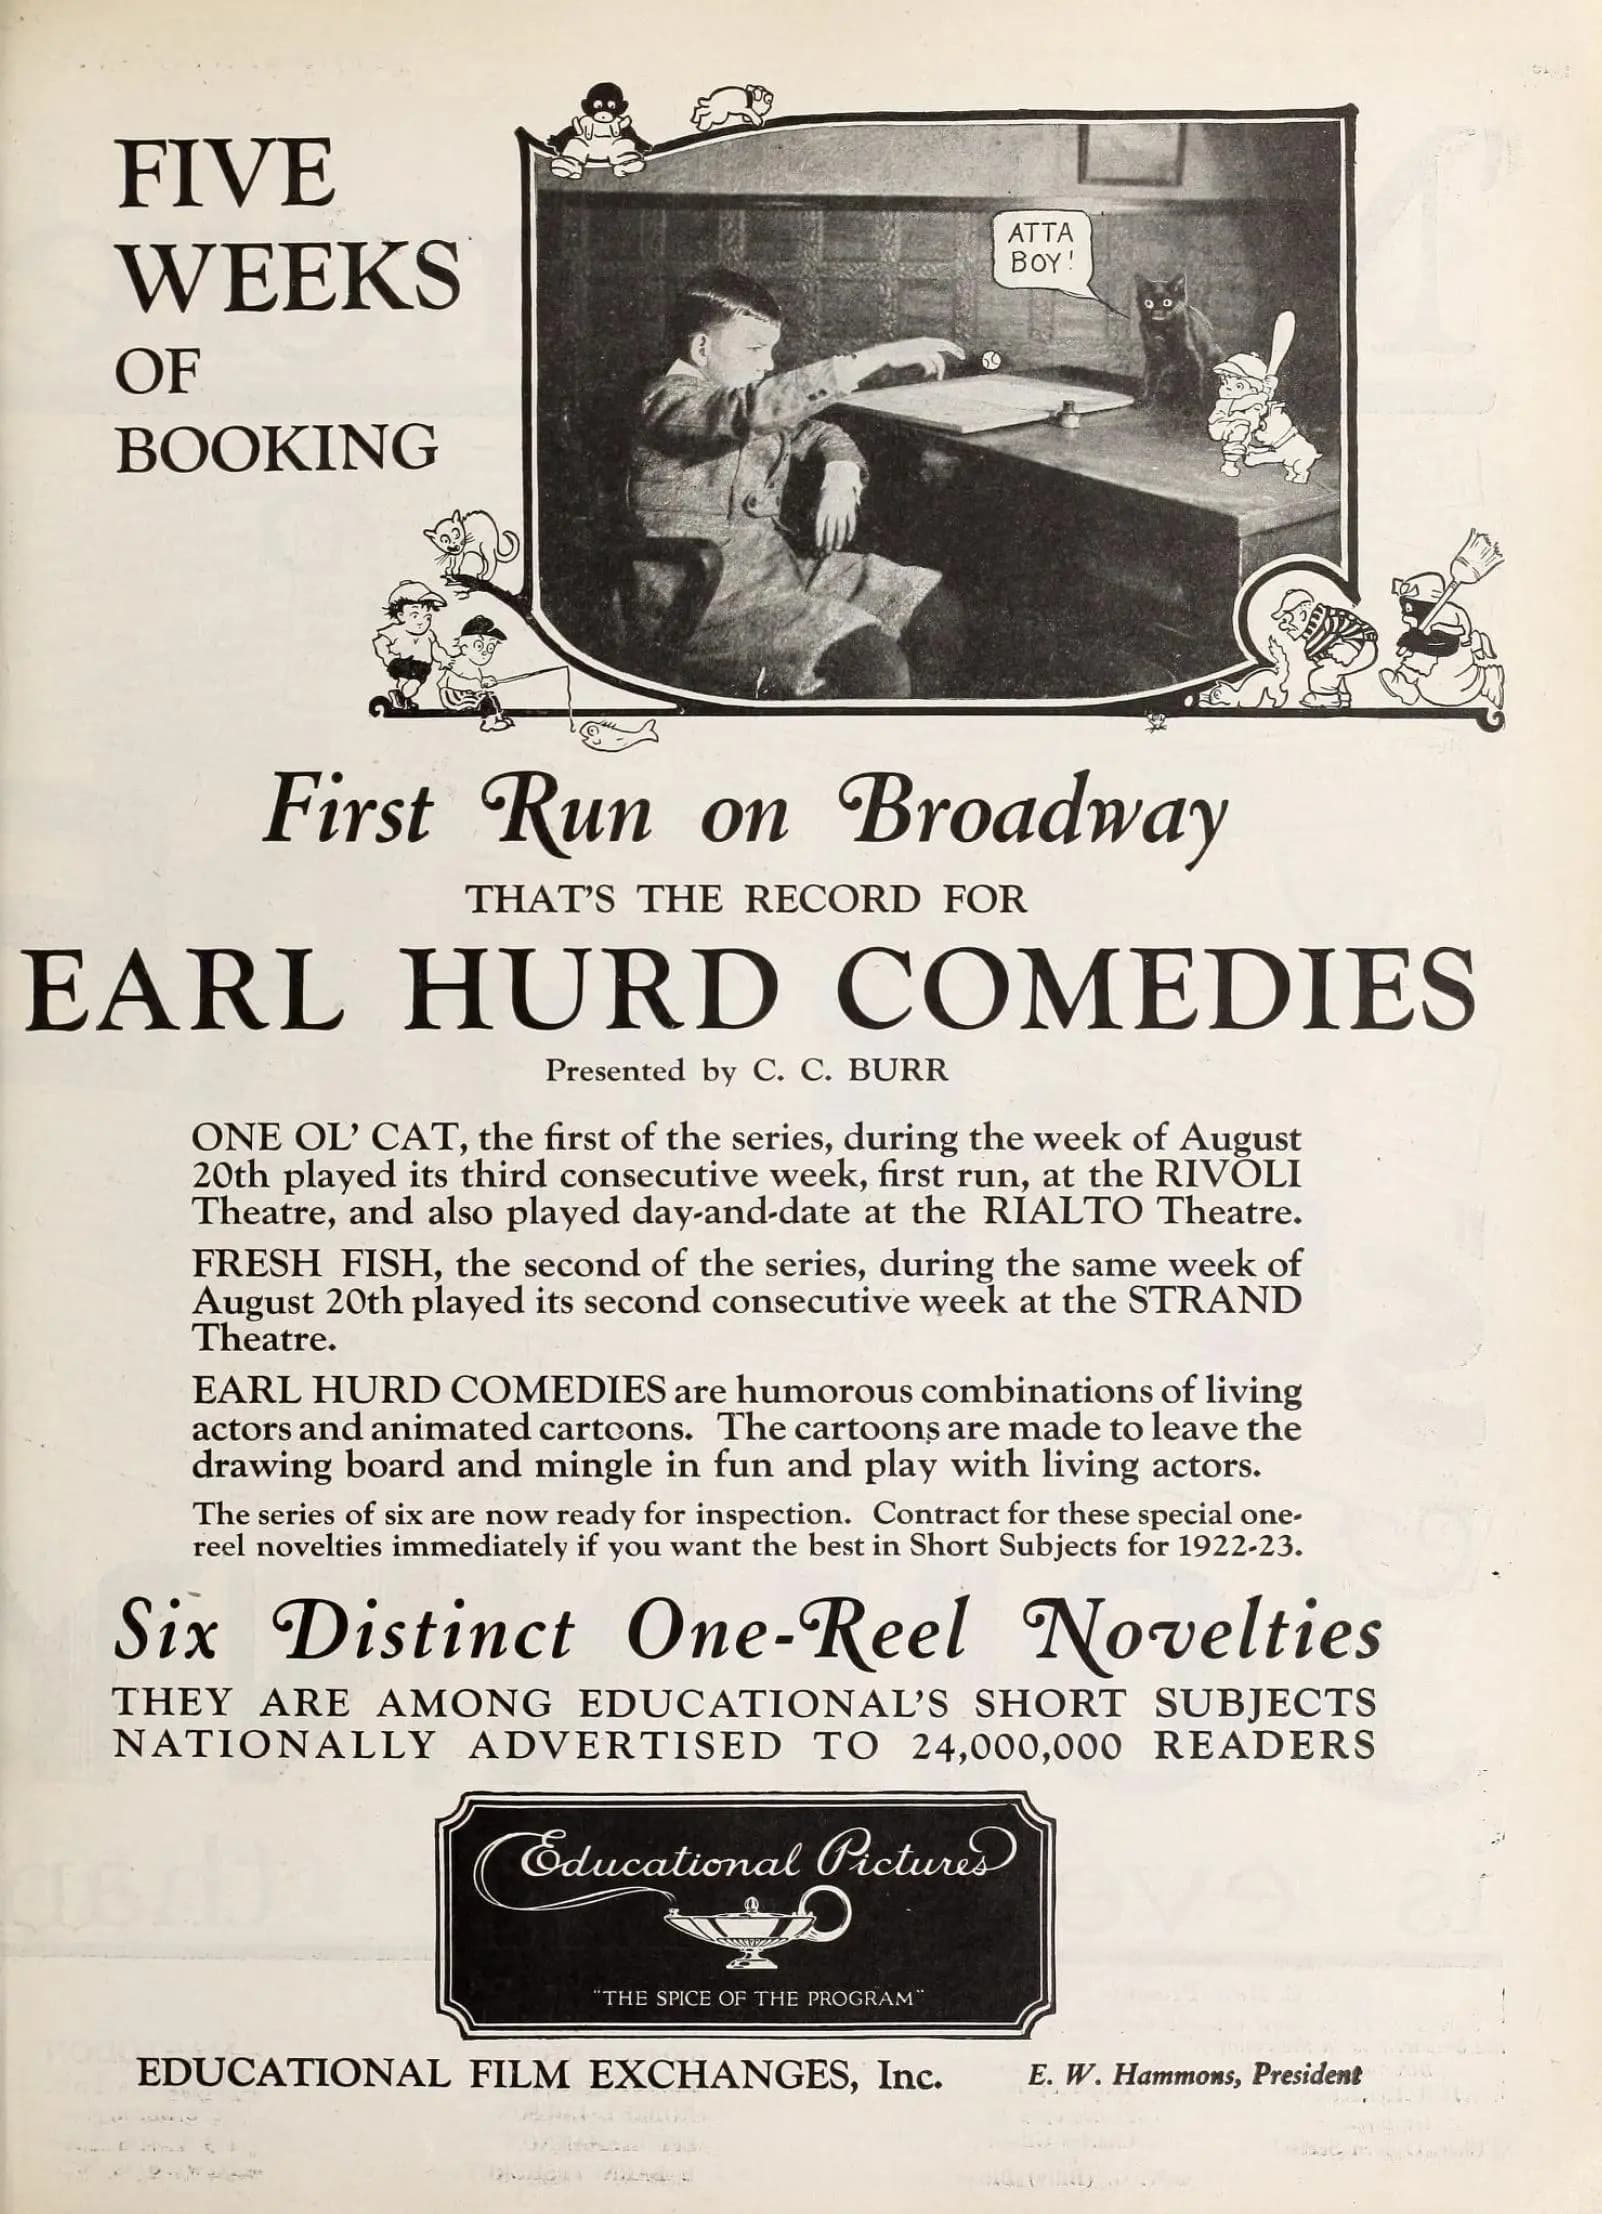 FIVE
WEEKS
OF
BOOKING
ATTA
BOY!
First Run on Broadway
THAT'S THE RECORD FOR
EARL HURD COMEDIES
Presented by C. C. BURR
ONE OL' CAT, the first of the series, during the week of August
20th played its third consecutive week, first run, at the RIVOLI
Theatre, and also played day-and-date at the RIALTO Theatre.
FRESH FISH, the second of the series, during the same week of
August 20th played its second consecutive week at the STRAND
Theatre.
EARL HURD COMEDIES are humorous combinations of living
actors and animated cartoons. The cartoons are made to leave the
drawing board and mingle in fun and play with living actors.
The series of six are now ready for inspection. Contract for these special one-
reel novelties immediately if you want the best in Short Subjects for 1922-23.
Six Distinct One-Reel Novelties
THEY ARE AMONG EDUCATIONAL'S SHORT SUBJECTS
NATIONALLY ADVERTISED TO 24,000,000 READERS
Educational Pictures
"THE SPICE OF THE PROGRAM"
EDUCATIONAL FILM EXCHANGES, Inc. E. W. Hammons, President